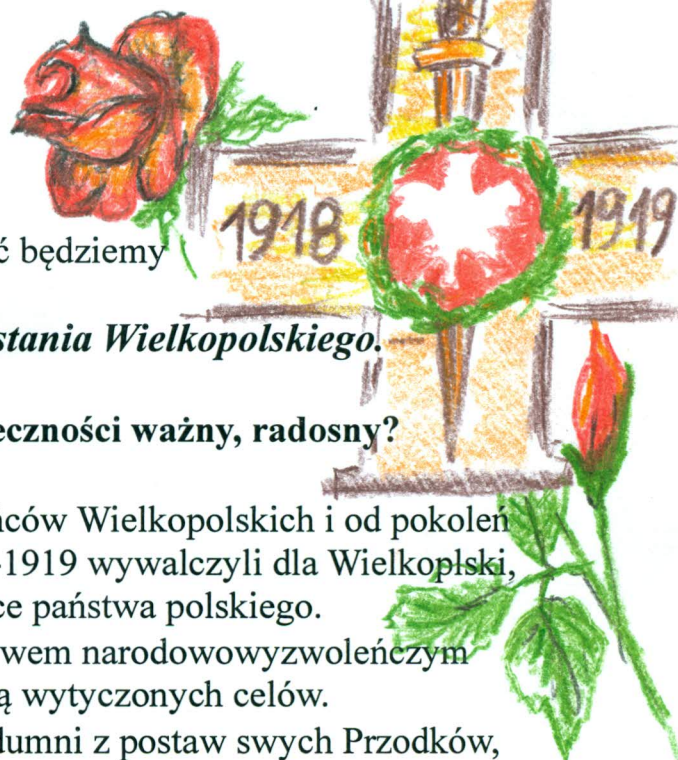 1918 1919
ć będziemy
stania Wielkopolskiego.
eczności ważny, radosny?
ców Wielkopolskich i od pokoleń
-1919 wywalczyli dla Wielkoplski,
ce państwa polskiego.
wem narodowowyzwoleńczym
ą wytyczonych celów.
dumni z postaw swych Przodków,